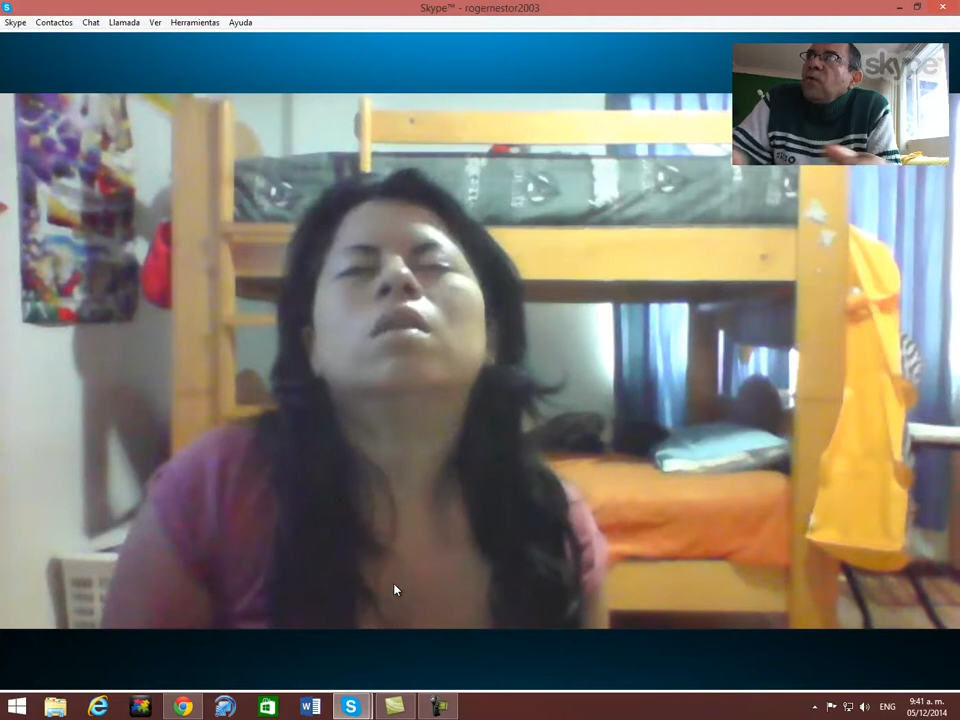 Skype™ - rogernestor2003
Skype Contactos Chat Llamada Ver Herramientas Ayuda
skype
ENG
9:41 a. m.
05/12/2014